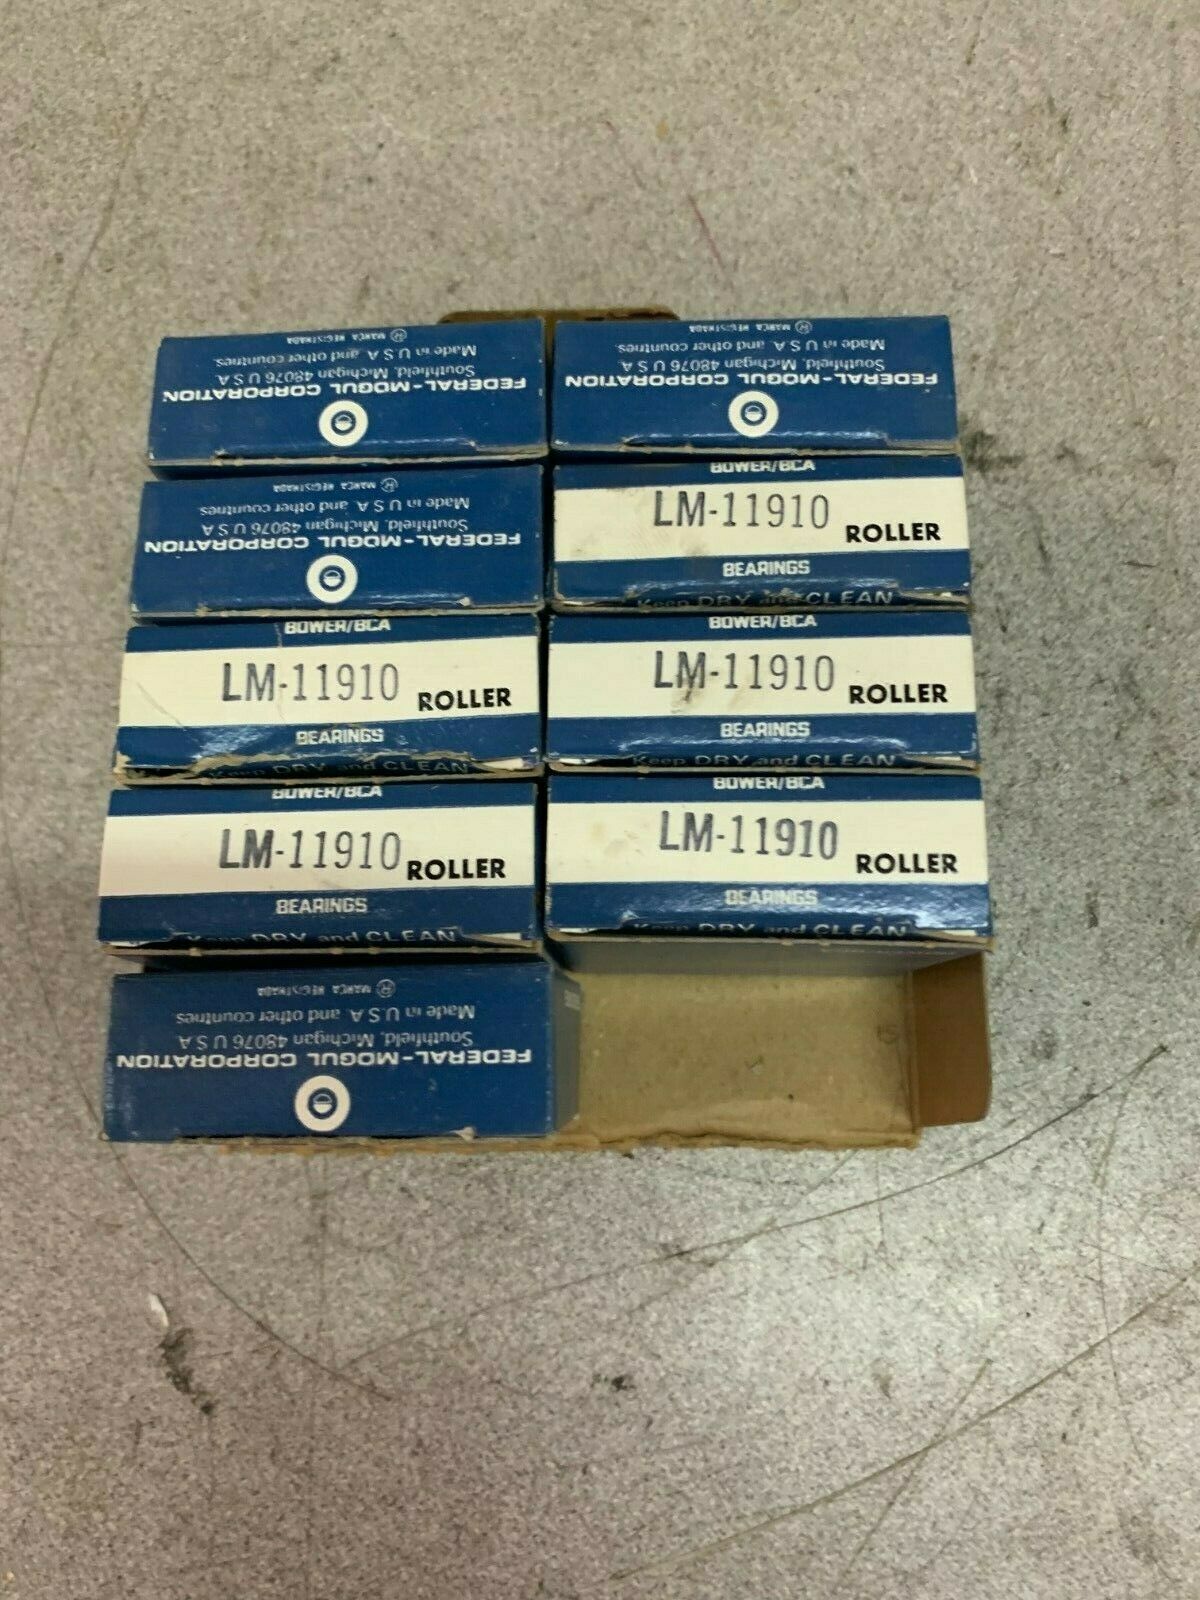 FEDERAL-MOGUL CORPORATION
Southfield, Michigan 48076 U S A
Made in U S A and other countries.
® MARCA REGISTRADA
FEDERAL-MOGUL CORPORATION
Southfield, Michigan 48076 U S A
Made in U S A and other countries.
® MARCA REGISTRADA
FEDERAL-MOGUL CORPORATION
Southfield, Michigan 48076 U S A
Made in U S A and other countries.
® MARCA REGISTRADA
BOWER/BCA
LM-11910 ROLLER
BEARINGS
Keep DRY and CLEAN
BOWER/BCA
LM-11910 ROLLER
BEARINGS
Keep DRY and CLEAN
BOWER/BCA
LM-11910 ROLLER
BEARINGS
Keep DRY and CLEAN
BOWER/BCA
LM-11910 ROLLER
BEARINGS
Keep DRY and CLEAN
BOWER/BCA
LM-11910 ROLLER
BEARINGS
Keep DRY and CLEAN
FEDERAL-MOGUL CORPORATION
Southfield, Michigan 48076 U S A
Made in U S A and other countries.
® MARCA REGISTRADA